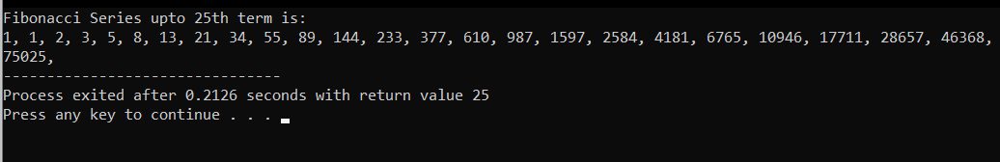 Fibonacci Series upto 25th term is:
1, 1, 2, 3, 5, 8, 13, 21, 34, 55, 89, 144, 233, 377, 610, 987, 1597, 2584, 4181, 6765, 10946, 17711, 28657, 46368,
75025,
--------------------------------
Process exited after 0.2126 seconds with return value 25
Press any key to continue . . .